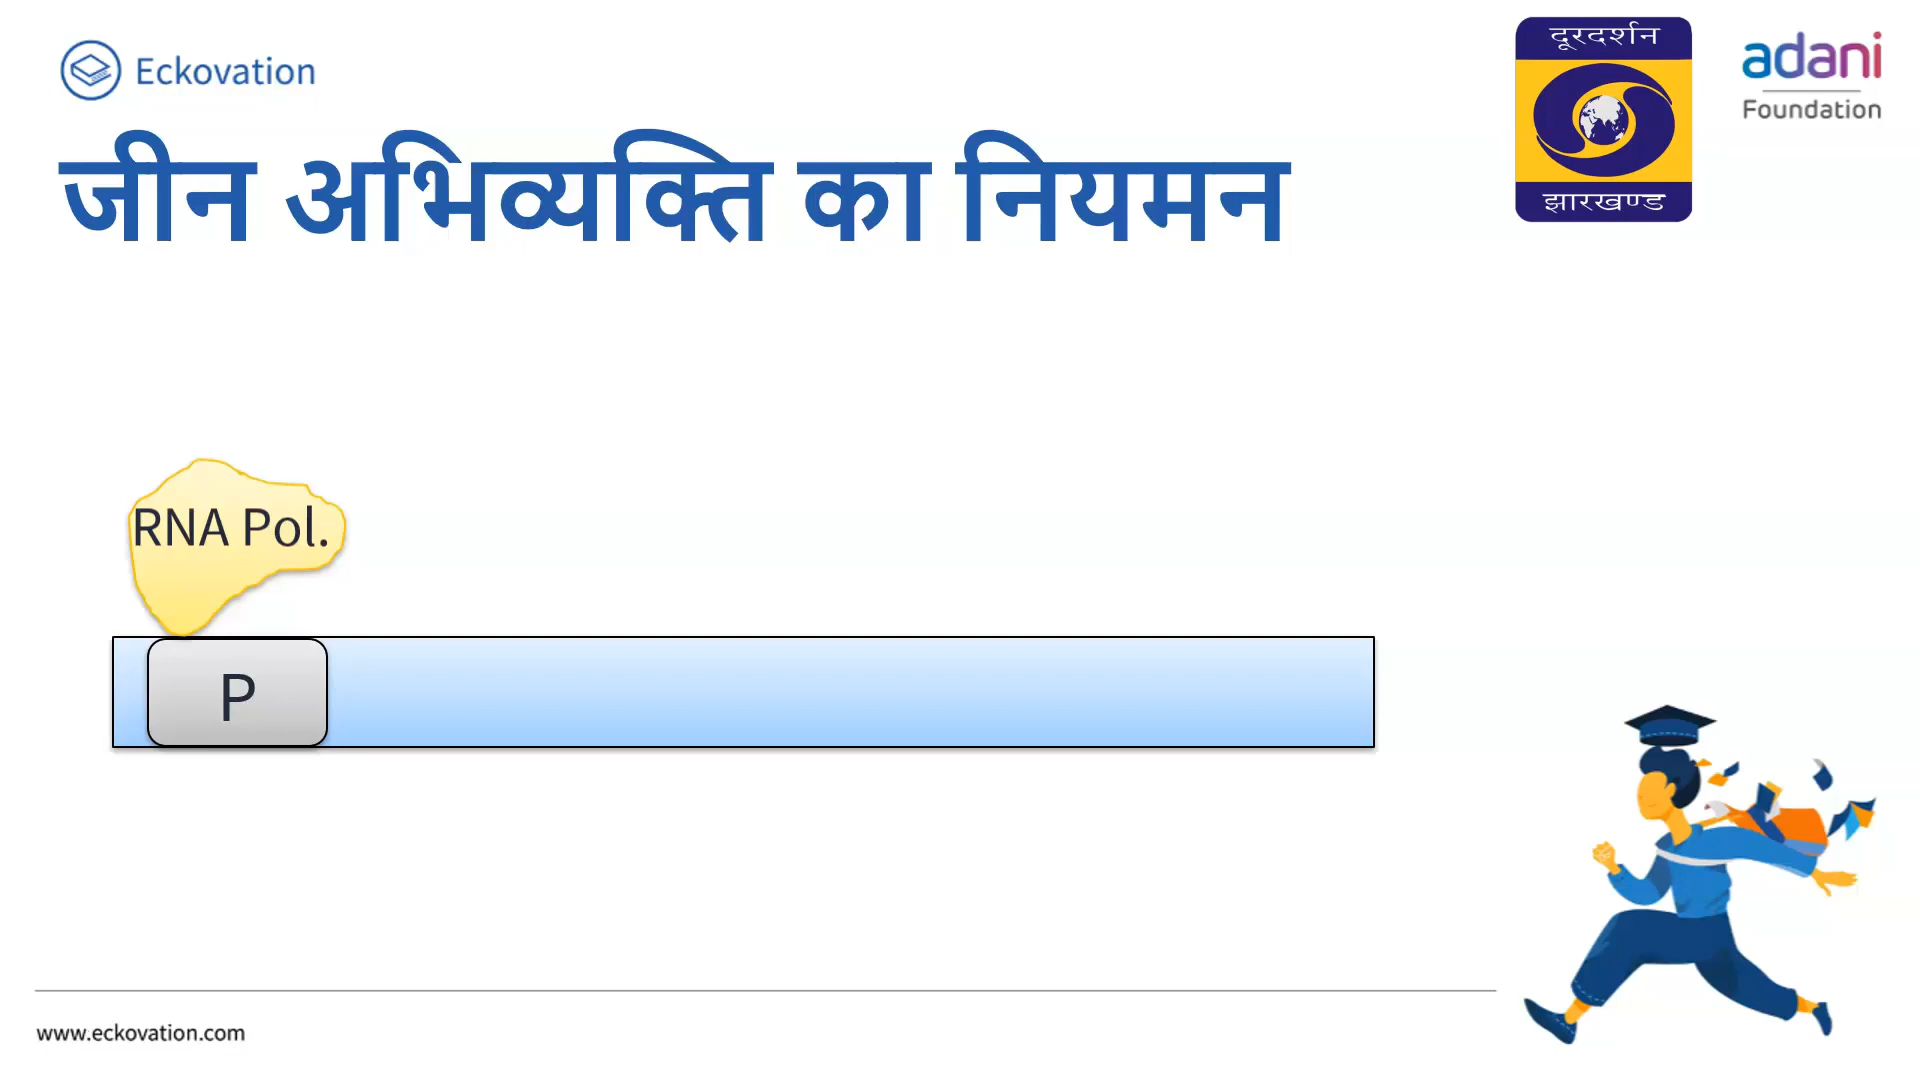 Eckovation
दूरदर्शन
झारखण्ड
adani
Foundation
जीन अभिव्यक्ति का नियमन
RNA Pol.
P
www.eckovation.com